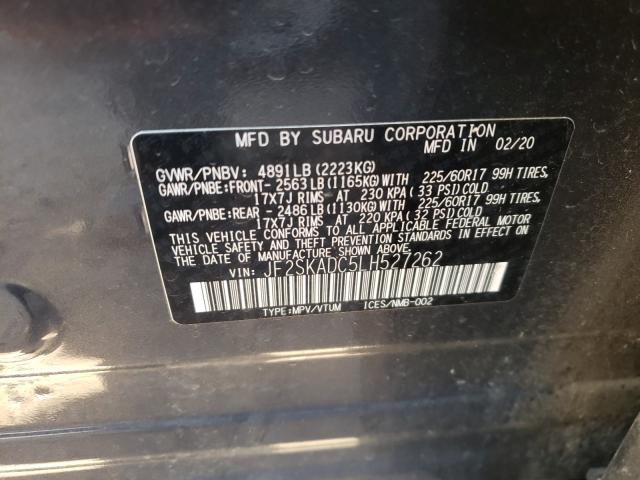 MFD BY SUBARU CORPORATION
MFD IN 02/20
GVWR/PNBV: 4891LB (2223KG)
GAWR/PNBE:FRONT- 2563LB (1165KG)WITH 225/60R17 99H TIRES,
17X7J RIMS AT 230 KPA (33 PSI)COLD
GAWR/PNBE:REAR - 2486LB (1130KG)WITH 225/60R17 99H TIRES,
17X7J RIMS AT 220 KPA (32 PSI)COLD
THIS VEHICLE CONFORMS TO ALL APPLICABLE FEDERAL MOTOR
VEHICLE SAFETY AND THEFT PREVENTION STANDARDS IN EFFECT ON
THE DATE OF MANUFACTURE SHOWN ABOVE.
VIN: JF2SKADC5LH527262
TYPE:MPV/VTUM ICES/NMB-002